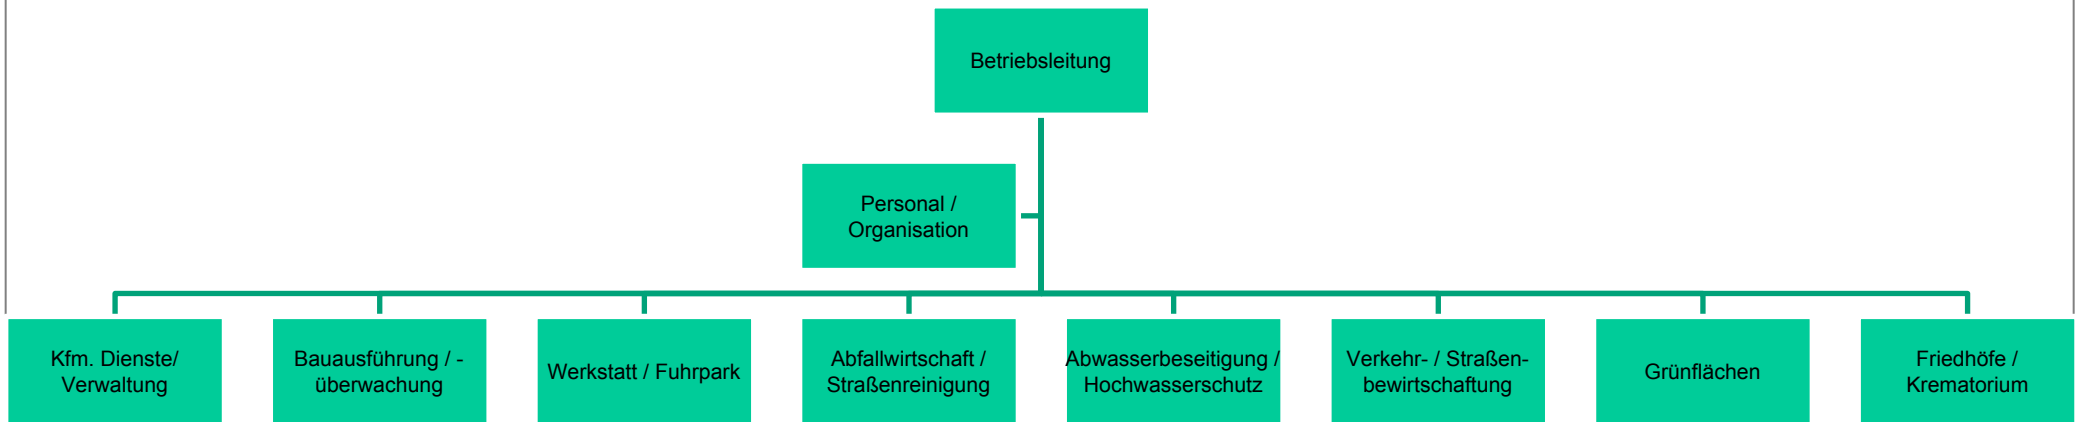 Betriebsleitung
Personal /
Organisation
Kfm. Dienste/
Verwaltung
Bauausführung / -
überwachung
Werkstatt / Fuhrpark
Abfallwirtschaft /
Straßenreinigung
Abwasserbeseitigung /
Hochwasserschutz
Verkehr- / Straßen-
bewirtschaftung
Grünflächen
Friedhöfe /
Krematorium